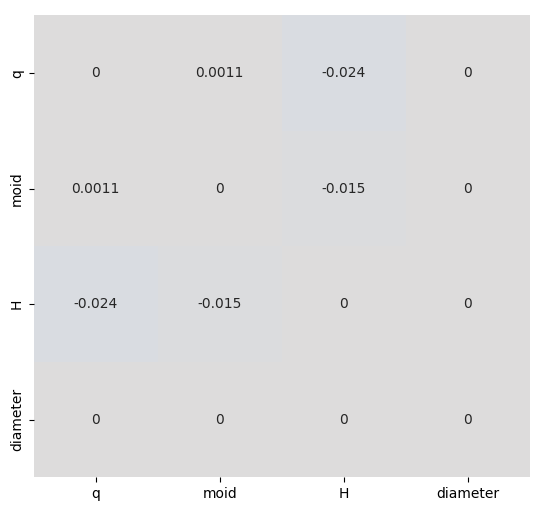 q 0 0.0011 -0.024 0
moid 0.0011 0 -0.015 0
H -0.024 -0.015 0 0
diameter 0 0 0 0
q moid H diameter